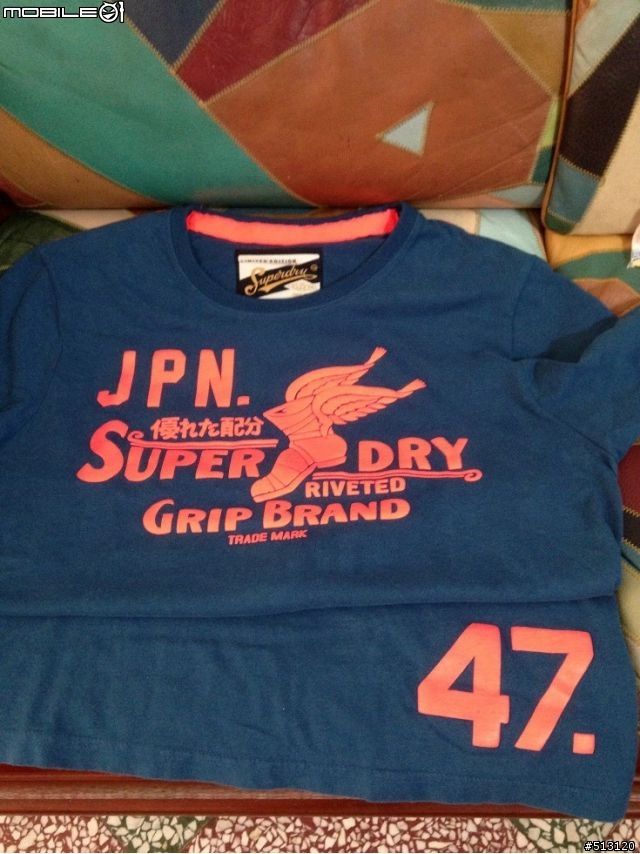 MOBILE01
LIMITED EDITION
Superdry
JPN.
優れた配分
SUPER DRY
RIVETED
GRIP BRAND
TRADE MARK
47.
#513120